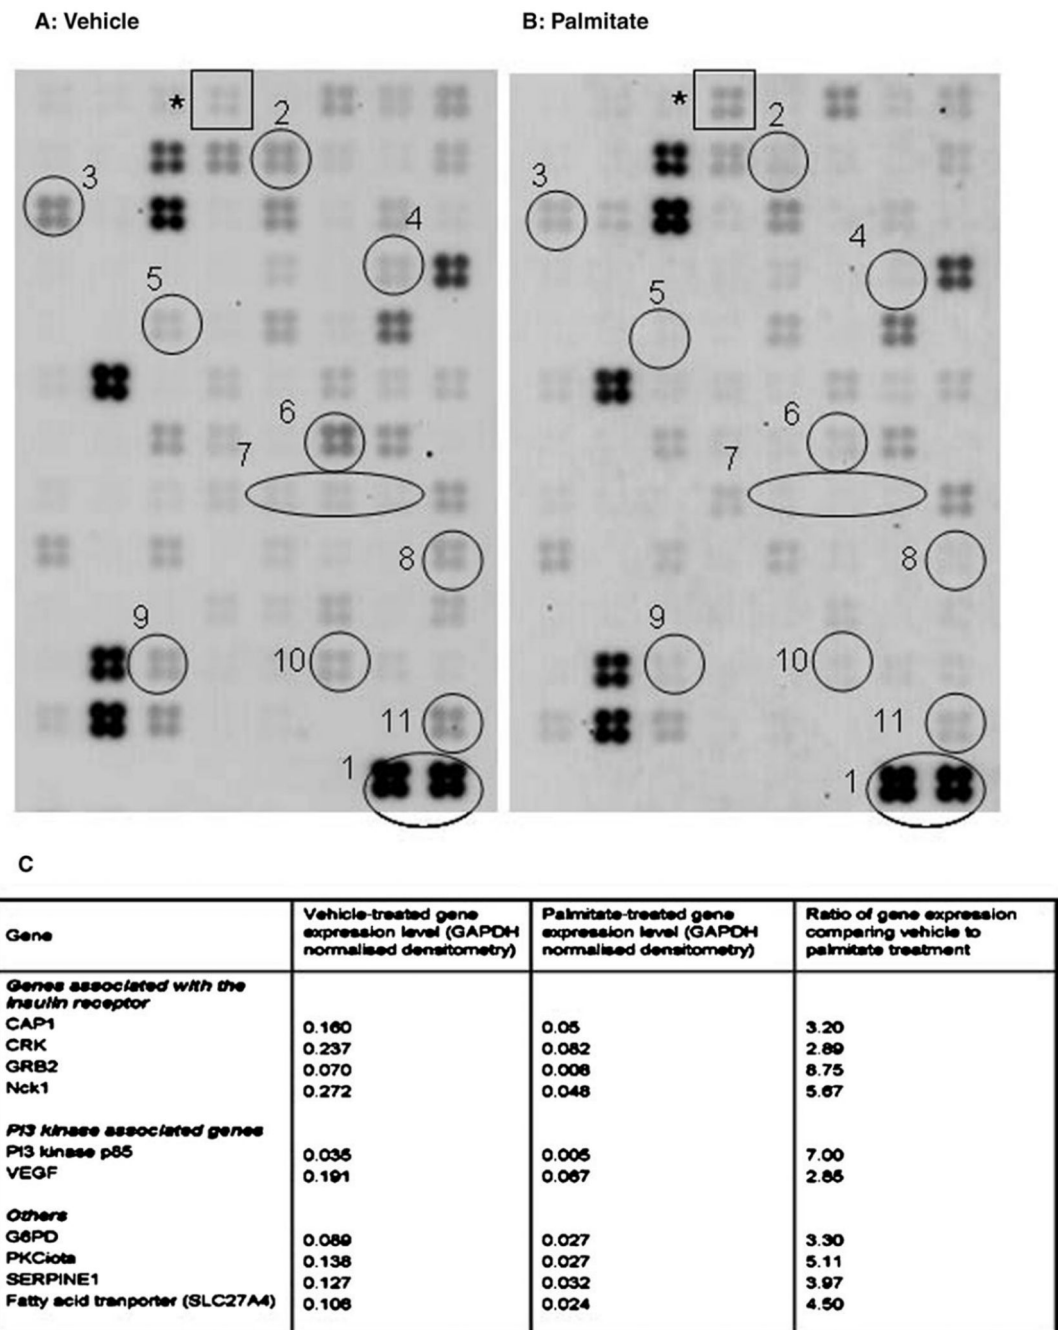 A: Vehicle
B: Palmitate
*
2
3
4
5
6
7
8
9
10
11
1
*
2
3
4
5
6
7
8
9
10
11
1
C
Gene
Vehicle-treated gene
expression level (GAPDH
normalised densitometry)
Palmitate-treated gene
expression level (GAPDH
normalised densitometry)
Ratio of gene expression
comparing vehicle to
palmitate treatment
Genes associated with the
insulin receptor
CAP1 0.160 0.05 3.20
CRK 0.237 0.082 2.89
GRB2 0.070 0.008 8.75
Nck1 0.272 0.048 5.67
PI3 kinase associated genes
PI3 kinase p85 0.035 0.005 7.00
VEGF 0.191 0.067 2.85
Others
G6PD 0.089 0.027 3.30
PKCiota 0.138 0.027 5.11
SERPINE1 0.127 0.032 3.97
Fatty acid tranporter (SLC27A4) 0.108 0.024 4.50